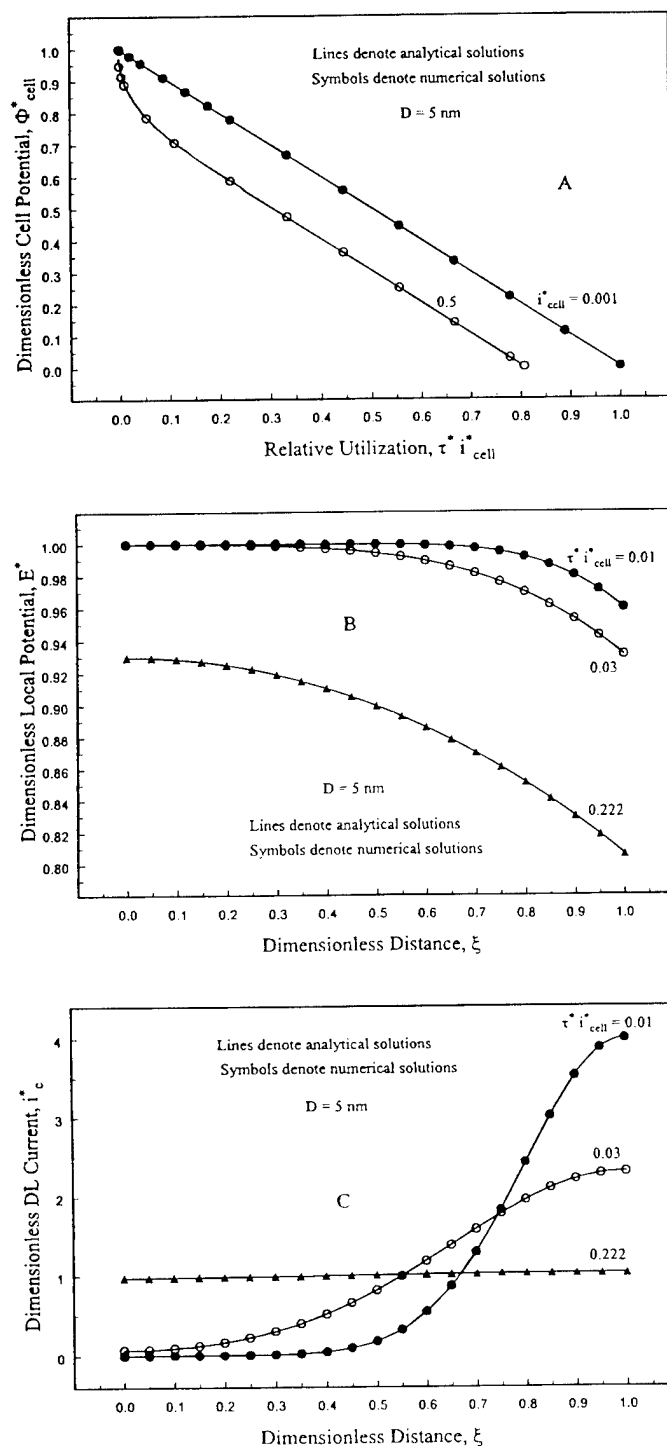 Lines denote analytical solutions
Symbols denote numerical solutions
D = 5 nm
A
0.5
i*cell = 0.001
Dimensionless Cell Potential, Φ*cell
1.0
0.9
0.8
0.7
0.6
0.5
0.4
0.3
0.2
0.1
0.0
0.0 0.1 0.2 0.3 0.4 0.5 0.6 0.7 0.8 0.9 1.0
Relative Utilization, τ* i*cell
τ* i*cell = 0.01
B
0.03
0.222
D = 5 nm
Lines denote analytical solutions
Symbols denote numerical solutions
Dimensionless Local Potential, E*
1.00
0.98
0.96
0.94
0.92
0.90
0.88
0.86
0.84
0.82
0.80
0.0 0.1 0.2 0.3 0.4 0.5 0.6 0.7 0.8 0.9 1.0
Dimensionless Distance, ξ
τ* i*cell = 0.01
Lines denote analytical solutions
Symbols denote numerical solutions
D = 5 nm
0.03
C
0.222
Dimensionless DL Current, i*c
4
3
2
1
0
0.0 0.1 0.2 0.3 0.4 0.5 0.6 0.7 0.8 0.9 1.0
Dimensionless Distance, ξ